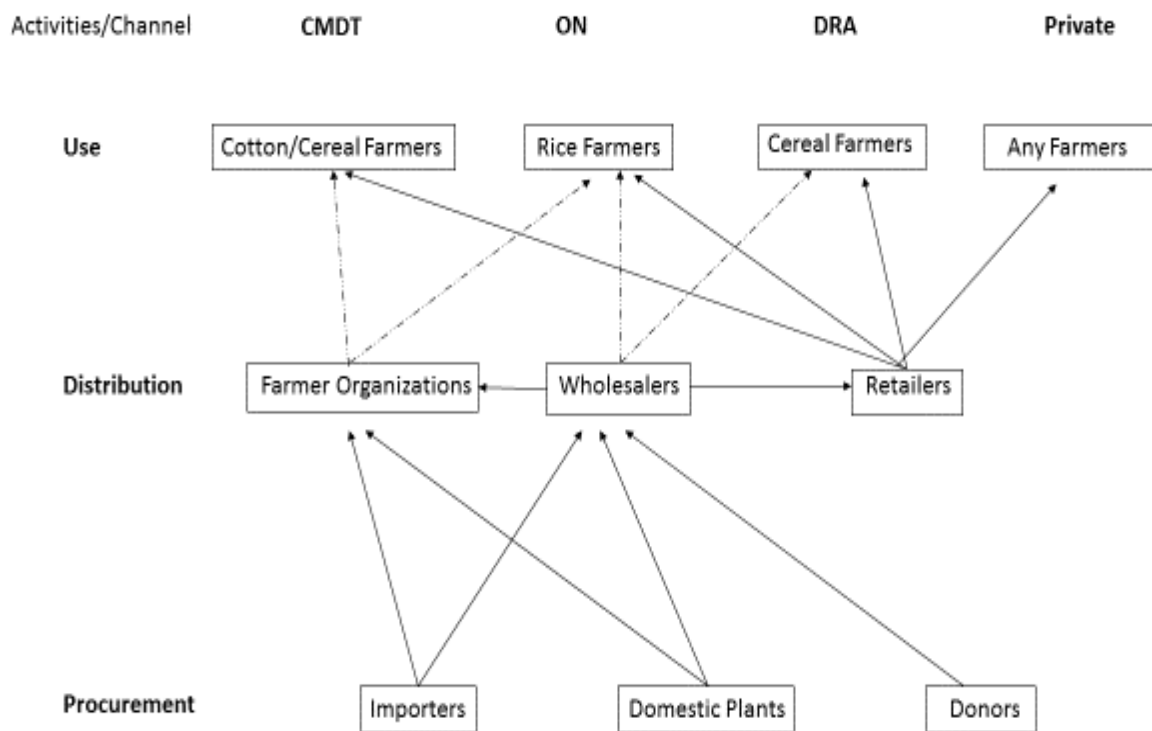 Activities/Channel CMDT ON DRA Private
Use Cotton/Cereal Farmers Rice Farmers Cereal Farmers Any Farmers
Distribution Farmer Organizations Wholesalers Retailers
Procurement Importers Domestic Plants Donors